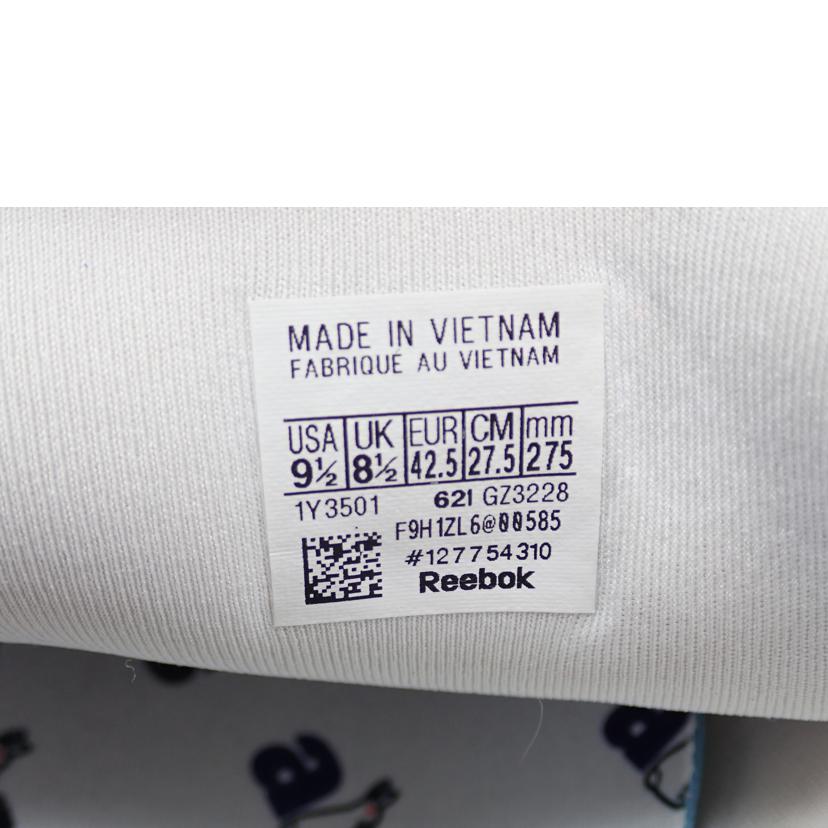 MADE IN VIETNAM
FABRIQUÉ AU VIETNAM
USA UK EUR CM mm
9½ 8½ 42.5 27.5 275
1Y3501 621 GZ3228
F9H1ZL6@00585
#127754310
Reebok